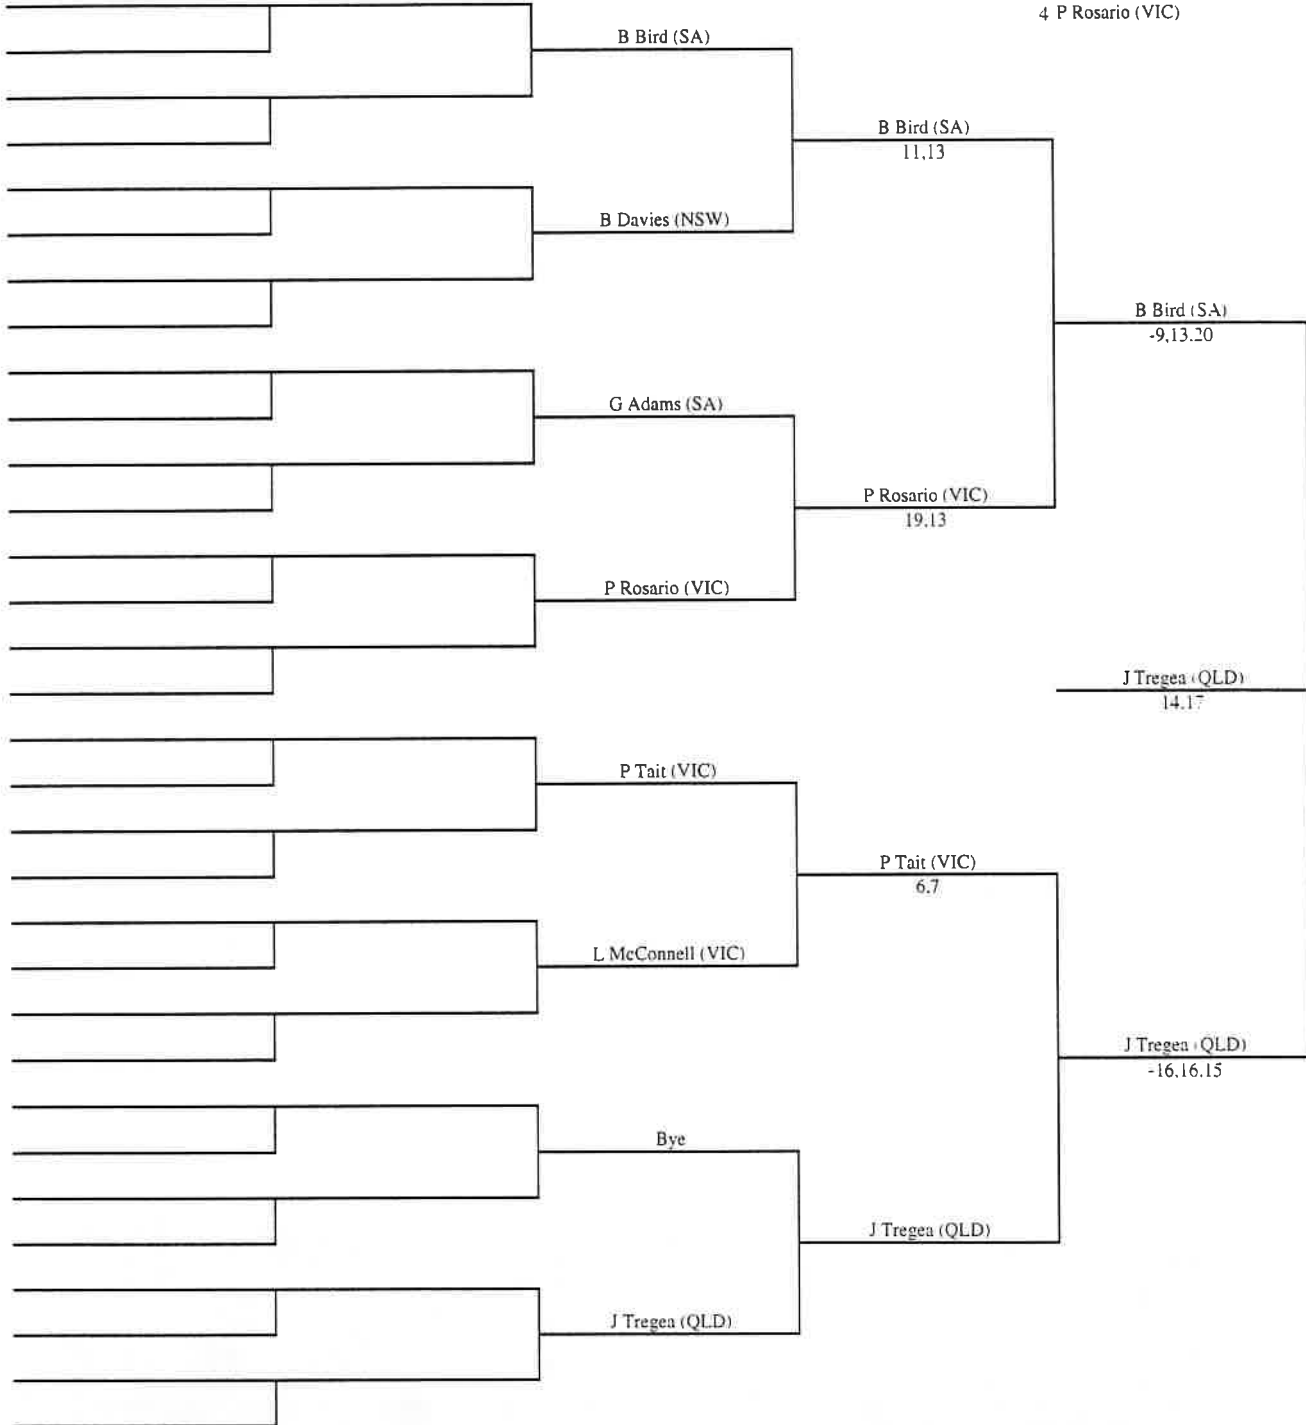 4 P Rosario (VIC)
B Bird (SA)
B Bird (SA)
11,13
B Davies (NSW)
B Bird (SA)
-9,13.20
G Adams (SA)
P Rosario (VIC)
19,13
P Rosario (VIC)
J Tregea (QLD)
14.17
P Tait (VIC)
P Tait (VIC)
6,7
L McConnell (VIC)
J Tregea (QLD)
-16,16,15
Bye
J Tregea (QLD)
J Tregea (QLD)